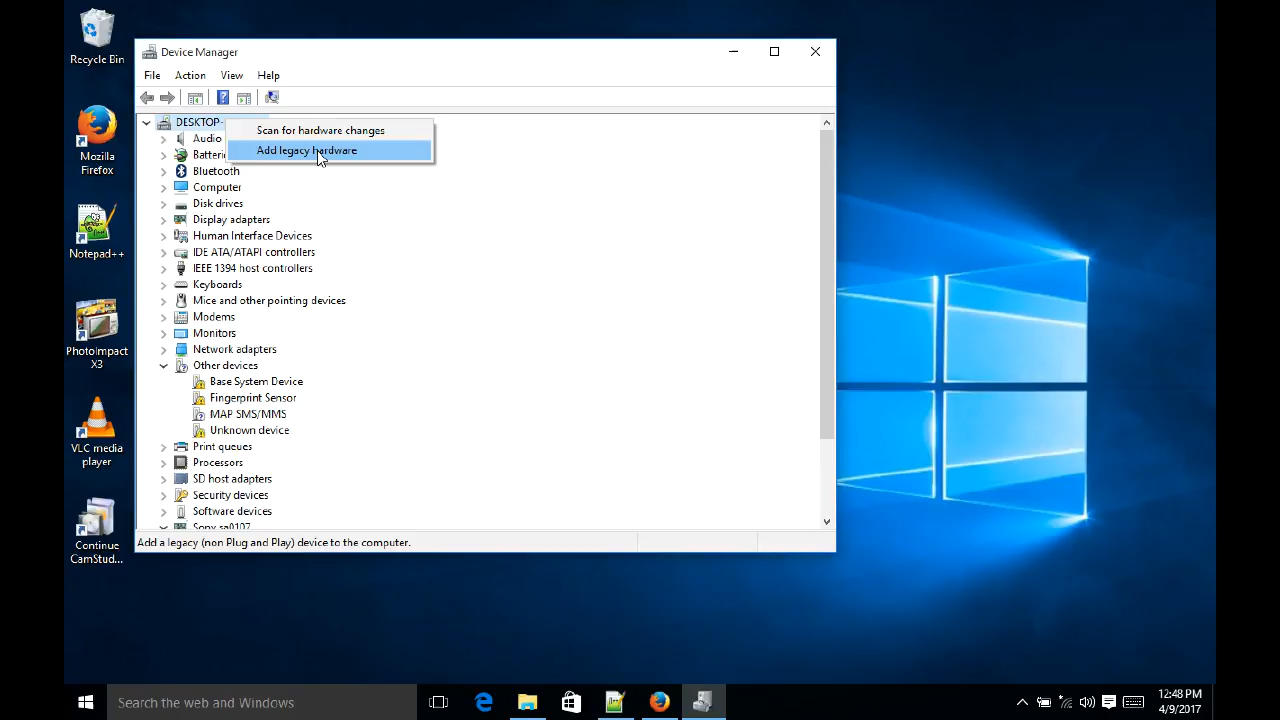 Recycle Bin
Mozilla
Firefox
Notepad++
PhotoImpact
X3
VLC media
player
Continue
CamStud...
Device Manager
File Action View Help
DESKTOP-
Scan for hardware changes
Add legacy hardware
Audio
Batteri
Bluetooth
Computer
Disk drives
Display adapters
Human Interface Devices
IDE ATA/ATAPI controllers
IEEE 1394 host controllers
Keyboards
Mice and other pointing devices
Modems
Monitors
Network adapters
Other devices
Base System Device
Fingerprint Sensor
MAP SMS/MMS
Unknown device
Print queues
Processors
SD host adapters
Security devices
Software devices
Sony sa0107
Add a legacy (non Plug and Play) device to the computer.
Search the web and Windows
12:48 PM
4/9/2017